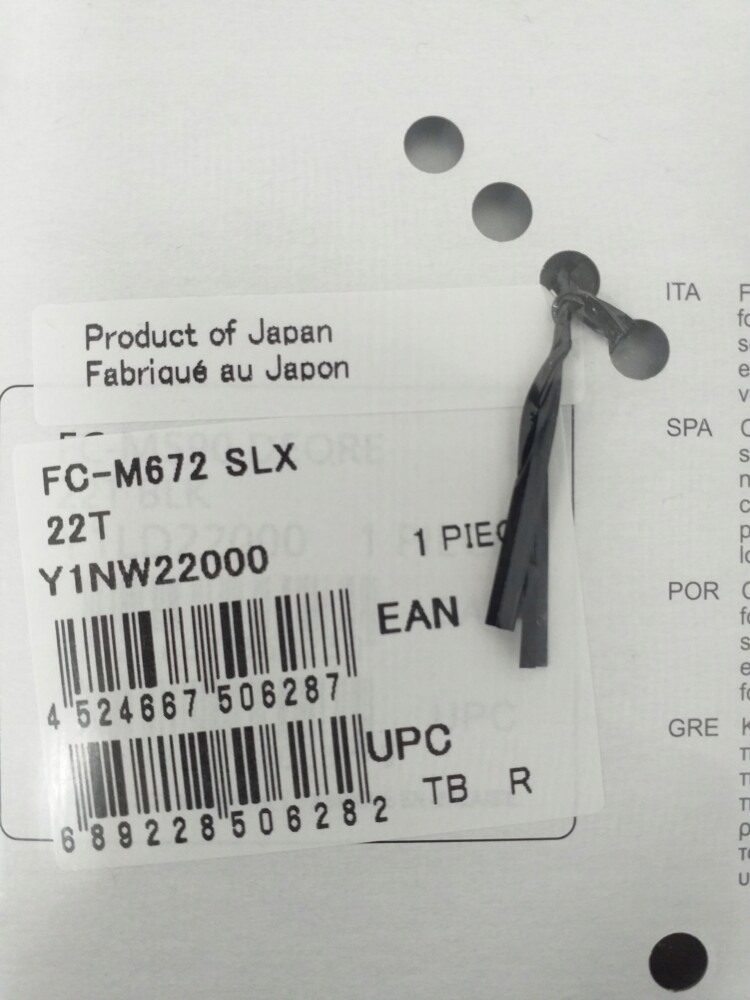 Product of Japan
Fabriqué au Japon
FC-M672 SLX
22T
1 PIEC
Y1NW22000
EAN
4 524667 506287
UPC
6 89228 50628 2
TB R
ITA
SPA
POR
GRE